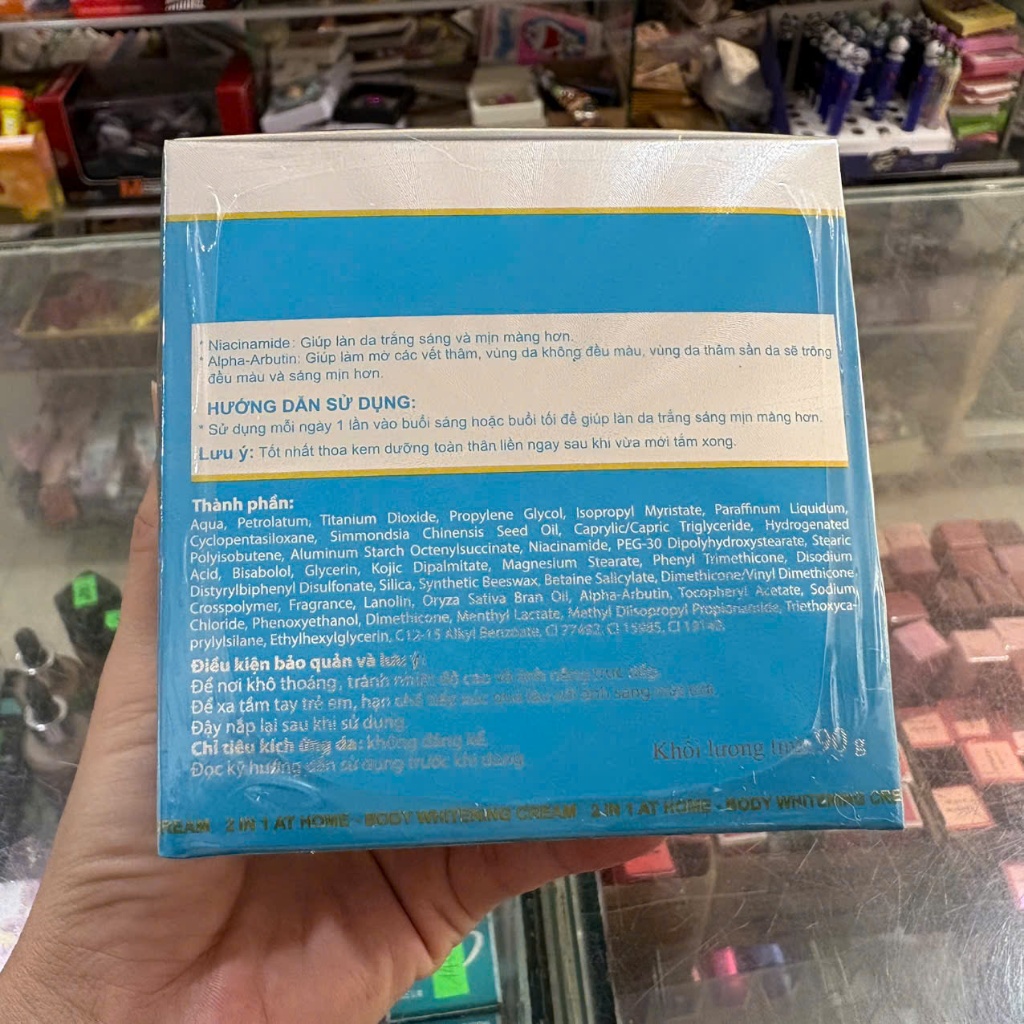 * Niacinamide: Giúp làn da trắng sáng và mịn màng hơn.
* Alpha-Arbutin: Giúp làm mờ các vết thâm, vùng da không đều màu, vùng da thâm sần da sẽ trông
đều màu và sáng mịn hơn.
HƯỚNG DẪN SỬ DỤNG:
* Sử dụng mỗi ngày 1 lần vào buổi sáng hoặc buổi tối để giúp làn da trắng sáng mịn màng hơn.
Lưu ý: Tốt nhất thoa kem dưỡng toàn thân liền ngay sau khi vừa mới tắm xong.
Thành phần:
Aqua, Petrolatum, Titanium Dioxide, Propylene Glycol, Isopropyl Myristate, Paraffinum Liquidum,
Cyclopentasiloxane, Simmondsia Chinensis Seed Oil, Caprylic/Capric Triglyceride, Hydrogenated
Polyisobutene, Aluminum Starch Octenylsuccinate, Niacinamide, PEG-30 Dipolyhydroxystearate, Stearic
Acid, Bisabolol, Glycerin, Kojic Dipalmitate, Magnesium Stearate, Phenyl Trimethicone, Disodium
Distyrylbiphenyl Disulfonate, Silica, Synthetic Beeswax, Betaine Salicylate, Dimethicone/Vinyl Dimethicone
Crosspolymer, Fragrance, Lanolin, Oryza Sativa Bran Oil, Alpha-Arbutin, Tocopheryl Acetate, Sodium
Chloride, Phenoxyethanol, Dimethicone, Menthyl Lactate, Methyl Diisopropyl Propionamide, Triethoxyca-
prylylsilane, Ethylhexylglycerin, C12-15 Alkyl Benzoate, CI 77492, CI 15985, CI 19140.
Điều kiện bảo quản và lưu ý:
Để nơi khô thoáng, tránh nhiệt độ cao và ánh nắng trực tiếp.
Để xa tầm tay trẻ em, hạn chế tiếp xúc
Đậy nắp lại sau khi sử dụng.
Chỉ tiêu kích ứng da: không đáng kể.
Đọc kỹ hướng dẫn sử dụng trước khi dùng.
Khối lượng 90 g
REAM 2 IN 1 AT HOME - BODY WHITENING CREAM 2 IN 1 AT HOME - BODY WHITENING CRE